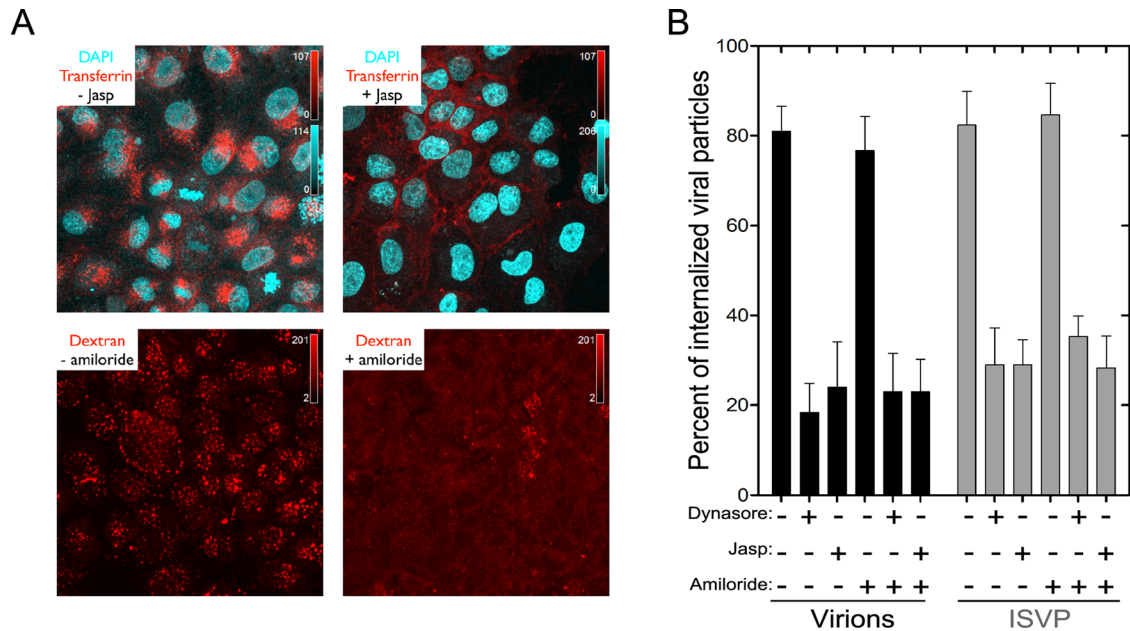 A
DAPI
Transferrin
- Jasp
107
0
114
0
DAPI
Transferrin
+ Jasp
107
0
206
0
Dextran
- amiloride
201
2
Dextran
+ amiloride
201
2
B
Percent of internalized viral particles
100
80
60
40
20
0
Dynasore: - + - - + - - + - - + -
Jasp: - - + - - + - - + - - +
Amiloride: - - - + + + - - - + + +
Virions ISVP